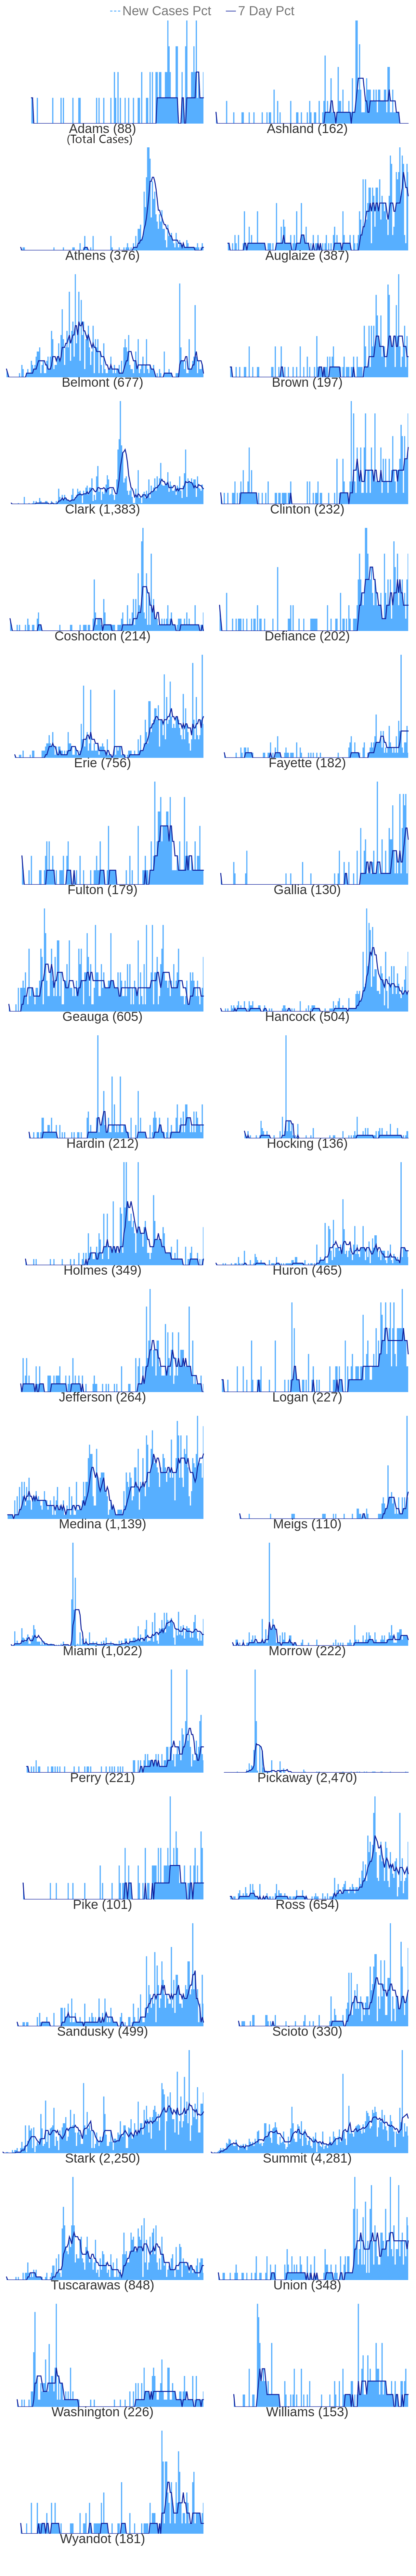 New Cases Pct 7 Day Pct
Adams (88) Ashland (162)
(Total Cases)
Athens (376) Auglaize (387)
Belmont (677) Brown (197)
Clark (1,383) Clinton (232)
Coshocton (214) Defiance (202)
Erie (756) Fayette (182)
Fulton (179) Gallia (130)
Geauga (605) Hancock (504)
Hardin (212) Hocking (136)
Holmes (349) Huron (465)
Jefferson (264) Logan (227)
Medina (1,139) Meigs (110)
Miami (1,022) Morrow (222)
Perry (221) Pickaway (2,470)
Pike (101) Ross (654)
Sandusky (499) Scioto (330)
Stark (2,250) Summit (4,281)
Tuscarawas (848) Union (348)
Washington (226) Williams (153)
Wyandot (181)